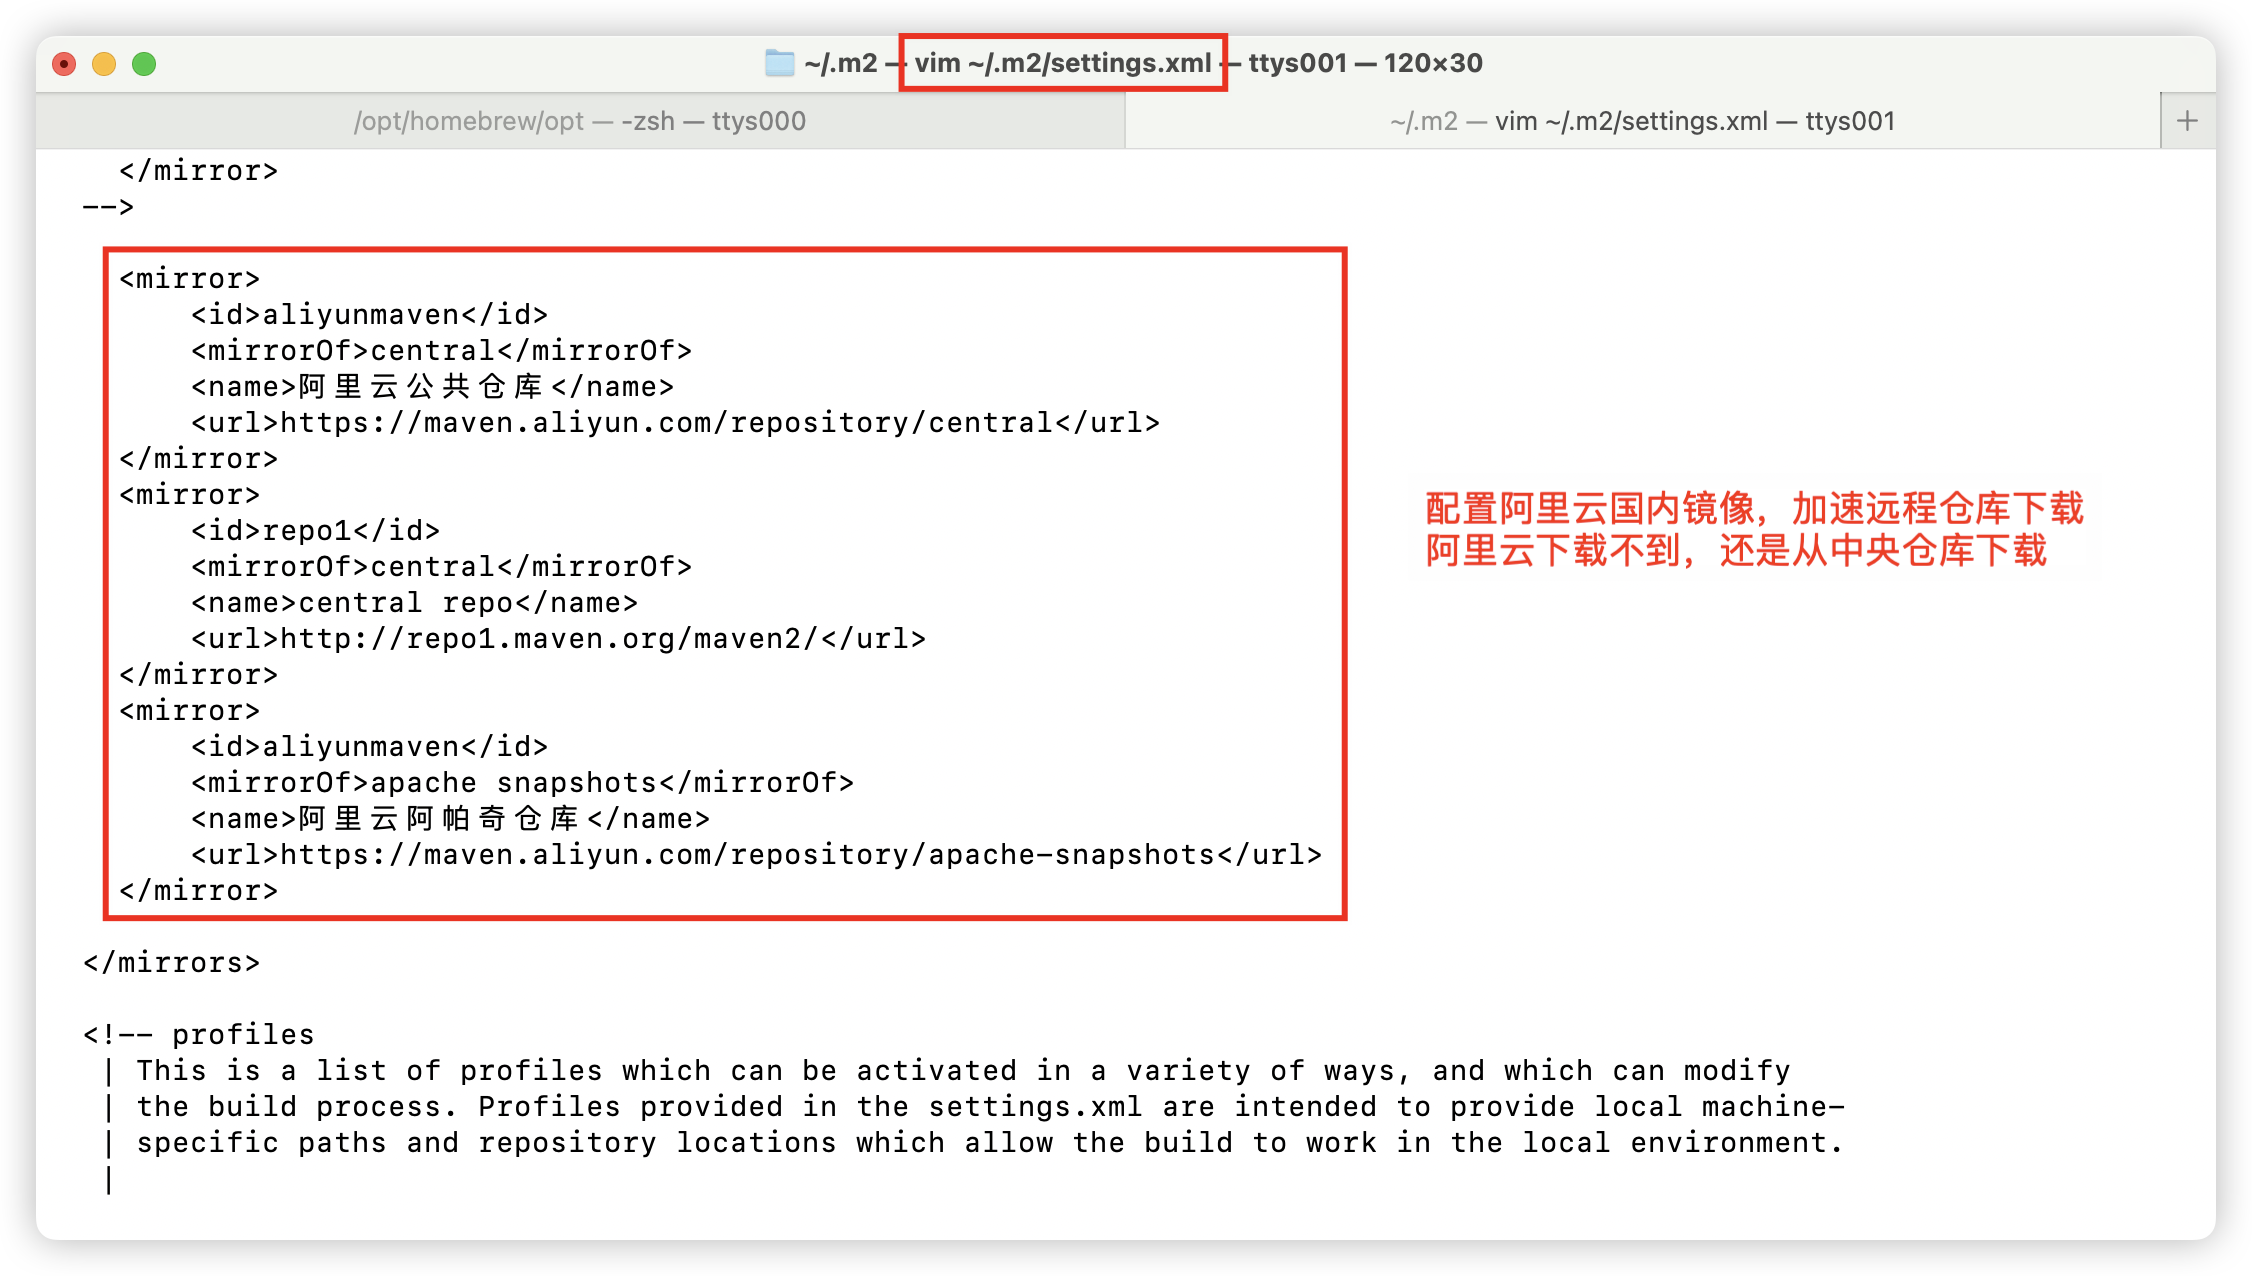 ~/.m2 — vim ~/.m2/settings.xml — ttys001 — 120×30
/opt/homebrew/opt — -zsh — ttys000
~/.m2 — vim ~/.m2/settings.xml — ttys001
+
</mirror>
-->
<mirror>
<id>aliyunmaven</id>
<mirrorOf>central</mirrorOf>
<name>阿里云公共仓库</name>
<url>https://maven.aliyun.com/repository/central</url>
</mirror>
<mirror>
<id>repo1</id>
<mirrorOf>central</mirrorOf>
<name>central repo</name>
<url>http://repo1.maven.org/maven2/</url>
</mirror>
<mirror>
<id>aliyunmaven</id>
<mirrorOf>apache snapshots</mirrorOf>
<name>阿里云阿帕奇仓库</name>
<url>https://maven.aliyun.com/repository/apache-snapshots</url>
</mirror>
配置阿里云国内镜像，加速远程仓库下载
阿里云下载不到，还是从中央仓库下载
</mirrors>
<!-- profiles
| This is a list of profiles which can be activated in a variety of ways, and which can modify
| the build process. Profiles provided in the settings.xml are intended to provide local machine-
| specific paths and repository locations which allow the build to work in the local environment.
|